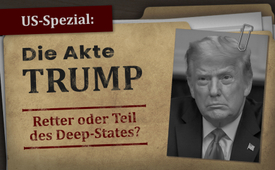 US-Spezial:
Die Akte
TRUMP
Retter oder Teil
des Deep-States?